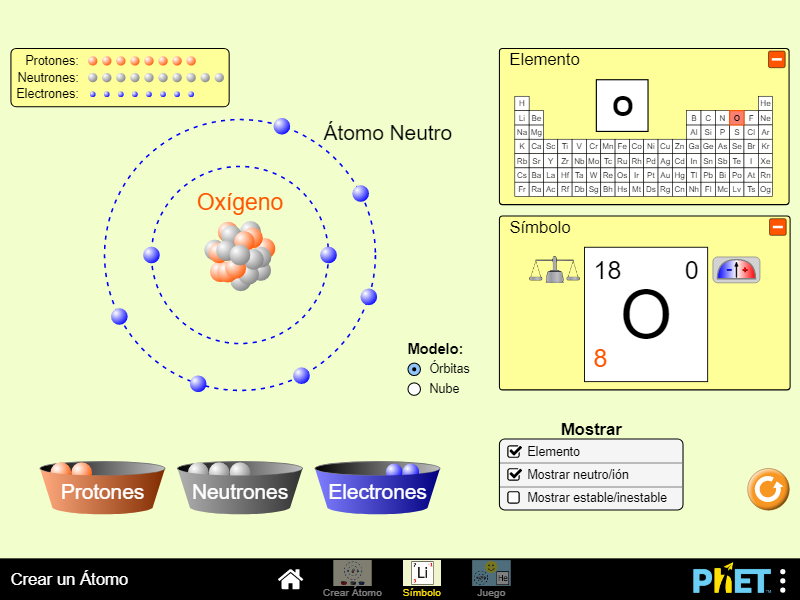 Protones:
Neutrones:
Electrones:
Átomo Neutro
Oxígeno
Modelo:
Órbitas
Nube
Protones
Neutrones
Electrones
Elemento
O
H He
Li Be B C N O F Ne
Na Mg Al Si P S Cl Ar
K Ca Sc Ti V Cr Mn Fe Co Ni Cu Zn Ga Ge As Se Br Kr
Rb Sr Y Zr Nb Mo Tc Ru Rh Pd Ag Cd In Sn Sb Te I Xe
Cs Ba La Hf Ta W Re Os Ir Pt Au Hg Tl Pb Bi Po At Rn
Fr Ra Ac Rf Db Sg Bh Hs Mt Ds Rg Cn Nh Fl Mc Lv Ts Og
Símbolo
18 0
O
8
- +
Mostrar
Elemento
Mostrar neutro/ión
Mostrar estable/inestable
Crear un Átomo
Crear Átomo
Li
Símbolo
He
Juego
PhET